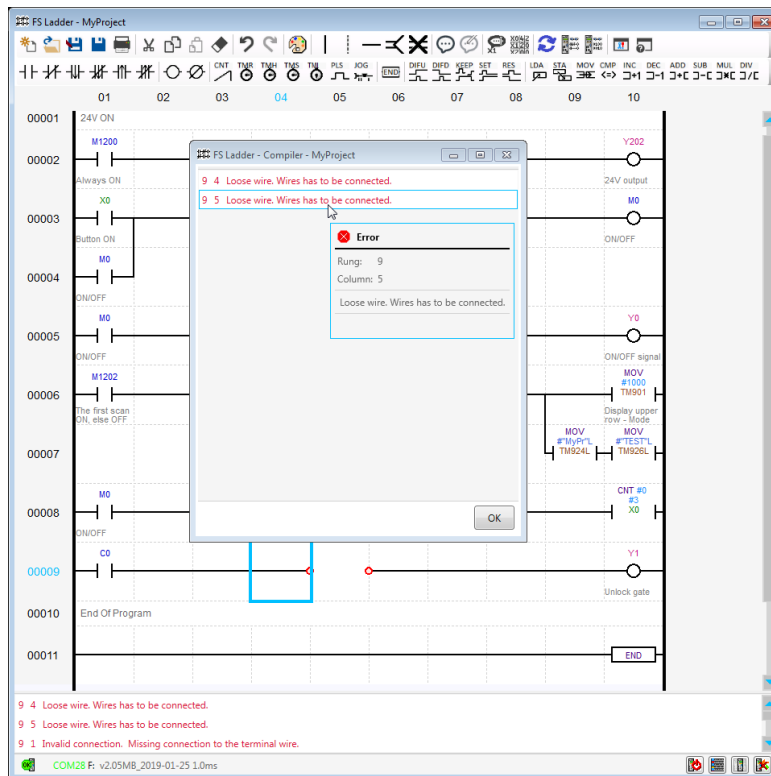 FS Ladder - MyProject
CNT TMR TMH TMS TML PLS JOG END DIFU DIFD KEEP SET RES LDA STA MOV CMP INC DEC ADD SUB MUL DIV
01 02 03 04 05 06 07 08 09 10
00001 24V ON
M1200 Y202
00002
Always ON 24V output
X0 M0
00003
Button ON ON/OFF
M0
00004
ON/OFF
M0 Y0
00005
ON/OFF ON/OFF signal
M1202 MOV
#1000
00006 TM901
The first scan Display upper
ON, else OFF row - Mode
MOV MOV
#"MyPr"L #"TEST"L
00007 TM924L TM926L
M0 CNT #0
#3
00008 X0
ON/OFF
C0 Y1
00009
Unlock gate
00010 End Of Program
00011 END
FS Ladder - Compiler - MyProject
9 4 Loose wire. Wires has to be connected.
9 5 Loose wire. Wires has to be connected.
Error
Rung: 9
Column: 5
Loose wire. Wires has to be connected.
OK
9 4 Loose wire. Wires has to be connected.
9 5 Loose wire. Wires has to be connected.
9 1 Invalid connection. Missing connection to the terminal wire.
COM28 F: v2.05MB_2019-01-25 1.0ms